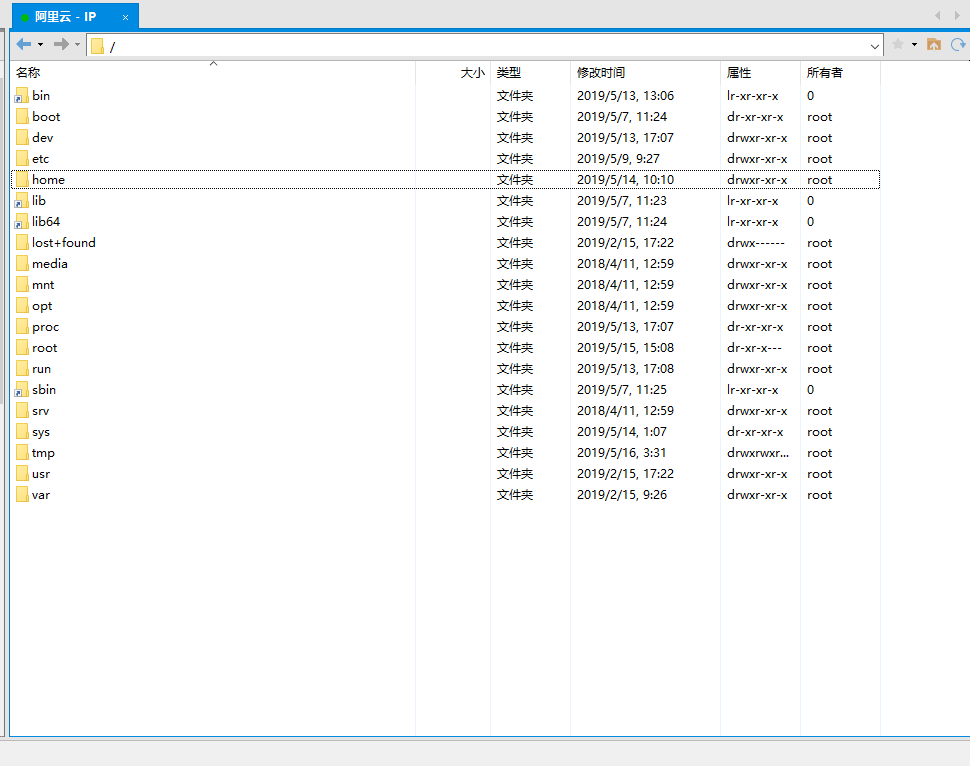 阿里云 - IP ×
/
名称 大小 类型 修改时间 属性 所有者
bin 文件夹 2019/5/13, 13:06 lr-xr-xr-x 0
boot 文件夹 2019/5/7, 11:24 dr-xr-xr-x root
dev 文件夹 2019/5/13, 17:07 drwxr-xr-x root
etc 文件夹 2019/5/9, 9:27 drwxr-xr-x root
home 文件夹 2019/5/14, 10:10 drwxr-xr-x root
lib 文件夹 2019/5/7, 11:23 lr-xr-xr-x 0
lib64 文件夹 2019/5/7, 11:24 lr-xr-xr-x 0
lost+found 文件夹 2019/2/15, 17:22 drwx------ root
media 文件夹 2018/4/11, 12:59 drwxr-xr-x root
mnt 文件夹 2018/4/11, 12:59 drwxr-xr-x root
opt 文件夹 2018/4/11, 12:59 drwxr-xr-x root
proc 文件夹 2019/5/13, 17:07 dr-xr-xr-x root
root 文件夹 2019/5/15, 15:08 dr-xr-x--- root
run 文件夹 2019/5/13, 17:08 drwxr-xr-x root
sbin 文件夹 2019/5/7, 11:25 lr-xr-xr-x 0
srv 文件夹 2018/4/11, 12:59 drwxr-xr-x root
sys 文件夹 2019/5/14, 1:07 dr-xr-xr-x root
tmp 文件夹 2019/5/16, 3:31 drwxrwxr... root
usr 文件夹 2019/2/15, 17:22 drwxr-xr-x root
var 文件夹 2019/2/15, 9:26 drwxr-xr-x root